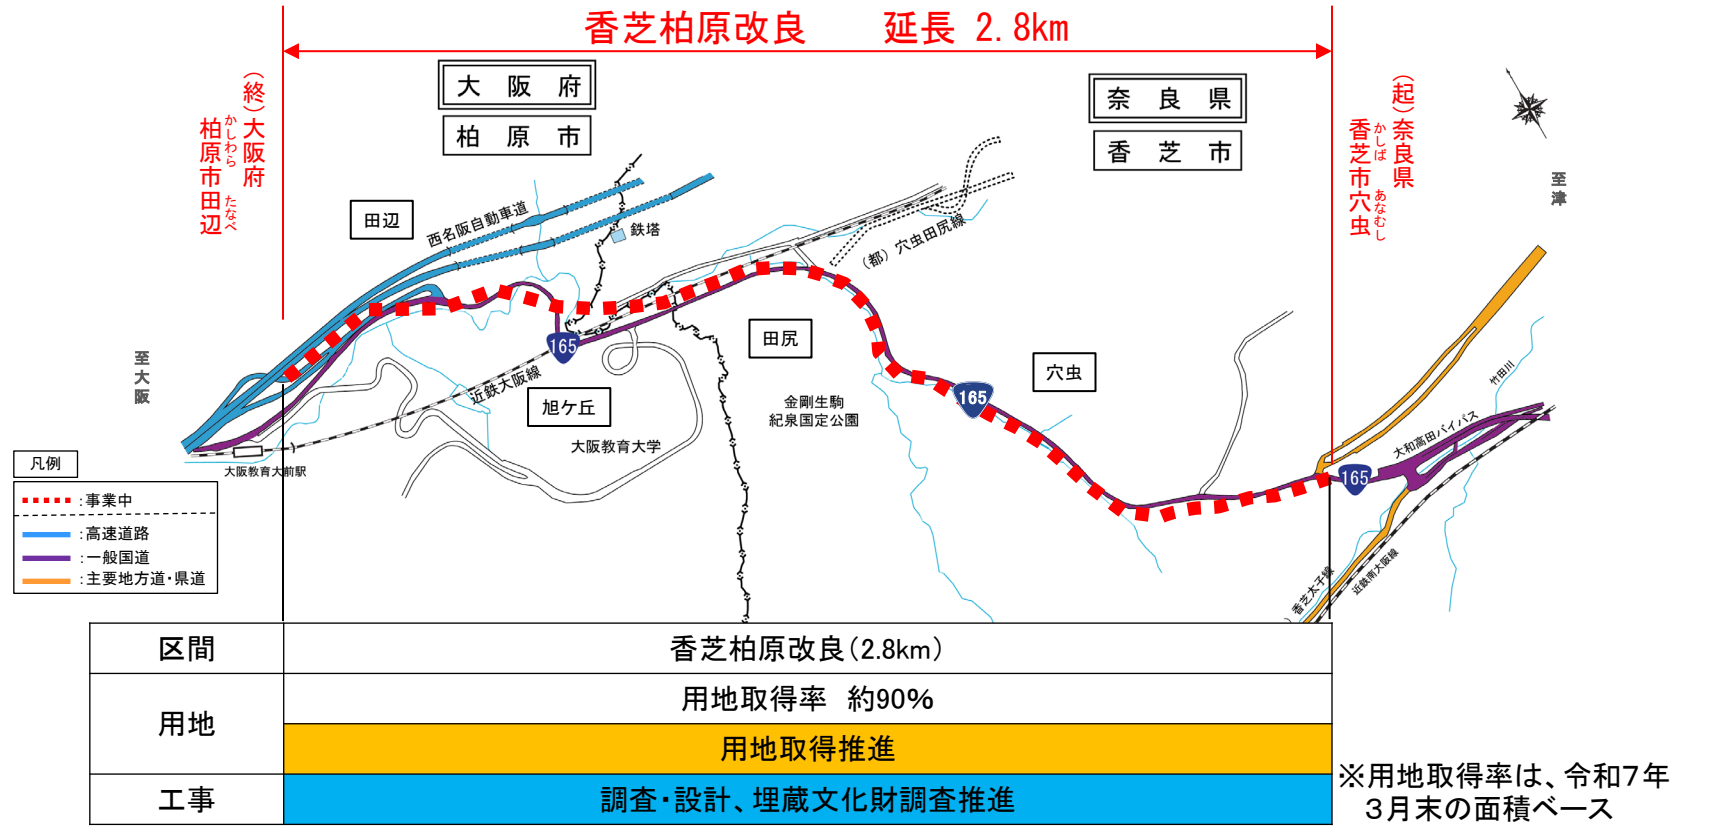 香芝柏原改良　延長 2.8km
(終)大阪府
柏原市田辺
かしわら
たなべ
大阪府
柏原市
奈良県
香芝市
(起)奈良県
香芝市穴虫
かしば
あなむし
至津
至大阪
田辺
西名阪自動車道
鉄塔
(都)穴虫田尻線
165
田尻
穴虫
近鉄大阪線
旭ケ丘
大阪教育大学
金剛生駒
紀泉国定公園
165
165
竹田川
大和高田バイパス
大阪教育大前駅
香芝太子線
近鉄南大阪線
凡例
:事業中
:高速道路
:一般国道
:主要地方道・県道
区間
香芝柏原改良(2.8km)
用地
用地取得率 約90%
用地取得推進
工事
調査・設計、埋蔵文化財調査推進
※用地取得率は、令和7年
3月末の面積ベース